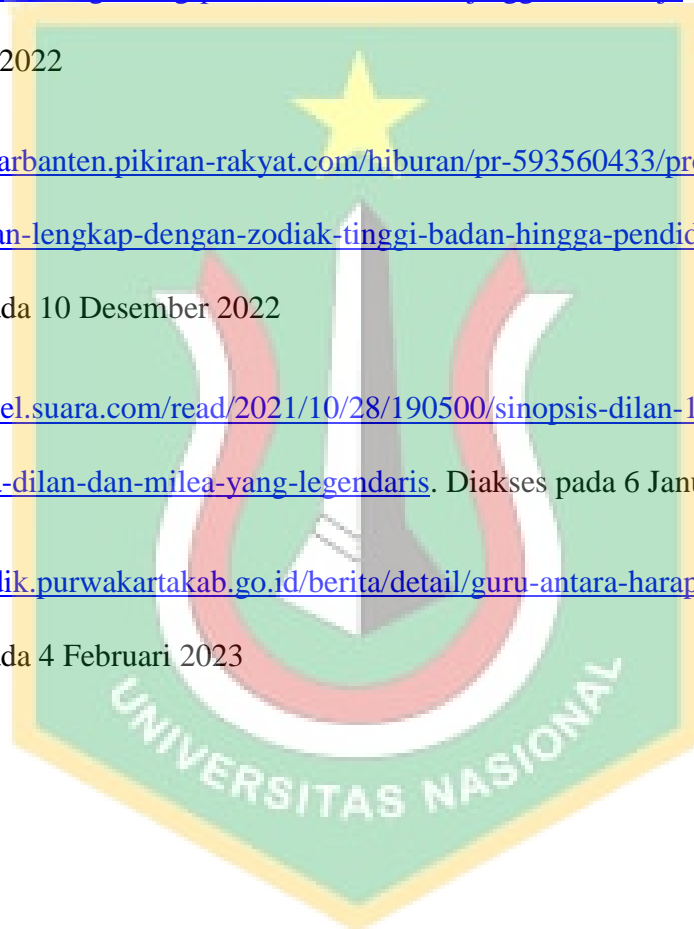 2022
arbanten.pikiran-rakyat.com/hiburan/pr-593560433/pr
an-lengkap-dengan-zodiak-tinggi-badan-hingga-pendid
da 10 Desember 2022
el.suara.com/read/2021/10/28/190500/sinopsis-dilan-1
-dilan-dan-milea-yang-legendaris. Diakses pada 6 Janu
dik.purwakartakab.go.id/berita/detail/guru-antara-harap
da 4 Februari 2023
UNIVERSITAS NASIONAL